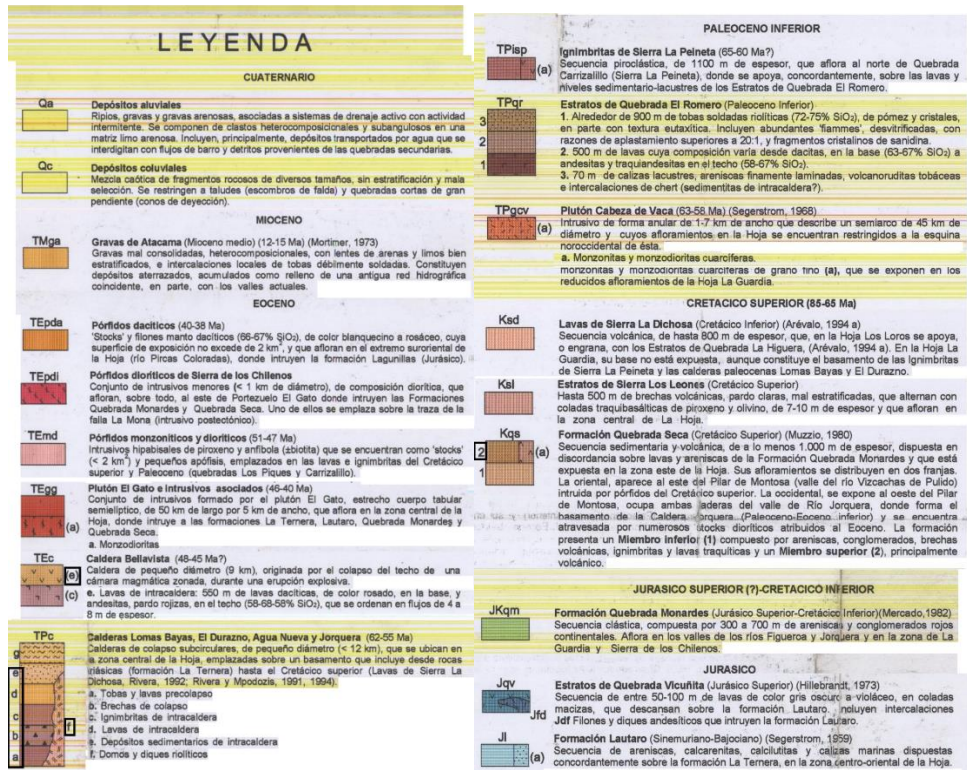 LEYENDA
CUATERNARIO
Qa
Depósitos aluviales
Ripios, gravas y gravas arenosas, asociadas a sistemas de drenaje activo con actividad
intermitente. Se componen de clastos heterocomposicionales y subangulosos en una
matriz limo arenosa. Incluyen, principalmente, depósitos transportados por agua que se
interdigitan con flujos de barro y detritos provenientes de las quebradas secundarias.
Qc
Depósitos coluviales
Mezcla caótica de fragmentos rocosos de diversos tamaños, sin estratificación y mala
selección. Se restringen a taludes (escombros de falda) y quebradas cortas de gran
pendiente (conos de deyección).
MIOCENO
TMga
Gravas de Atacama (Mioceno medio) (12-15 Ma) (Mortimer, 1973)
Gravas mal consolidadas, heterocomposicionales, con lentes de arenas y limos bien
estratificados, e intercalaciones locales de tobas débilmente soldadas. Constituyen
depósitos aterrazados, acumulados como relleno de una antigua red hidrográfica
coincidente, en parte, con los valles actuales.
EOCENO
TEpda
Pórfidos dacíticos (40-38 Ma)
'Stocks' y filones manto dacíticos (66-67% SiO₂), de color blanquecino a rosáceo, cuya
superficie de exposición no excede de 2 km², y que afloran en el extremo suroriental de
la Hoja (río Pircas Coloradas), donde intruyen la formación Lagunillas (Jurásico).
TEpdi
Pórfidos dioríticos de Sierra de los Chilenos
Conjunto de intrusivos menores (< 1 km de diámetro), de composición diorítica, que
afloran, sobre todo, al este de Portezuelo El Gato donde intruyen las Formaciones
Quebrada Monardes y Quebrada Seca. Uno de ellos se emplaza sobre la traza de la
falla La Mona (intrusivo postectónico).
TEmd
Pórfidos monzoníticos y dioríticos (51-47 Ma)
Intrusivos hipabisales de piroxeno y anfíbola (±biotita) que se encuentran como 'stocks'
(< 2 km²) y pequeños apófisis, emplazados en las lavas e ignimbritas del Cretácico
superior y Paleoceno (quebradas Los Piques y Carrizalillo).
TEgg
(a)
Plutón El Gato e intrusivos asociados (46-40 Ma)
Conjunto de intrusivos formado por el plutón El Gato, estrecho cuerpo tabular
semielíptico, de 50 km de largo por 5 km de ancho, que aflora en la zona central de la
Hoja, donde intruye a las formaciones La Ternera, Lautaro, Quebrada Monardes y
Quebrada Seca.
a. Monzodioritas
TEc
(e)
(c)
Caldera Bellavista (48-45 Ma?)
Caldera de pequeño diámetro (9 km), originada por el colapso del techo de una
cámara magmática zonada, durante una erupción explosiva.
e. Lavas de intracaldera: 550 m de lavas dacíticas, de color rosado, en la base, y
andesitas, pardo rojizas, en el techo (58-68-58% SiO₂), que se ordenan en flujos de 4 a
8 m de espesor.
TPc
g
e
d
c
b
a
f
Calderas Lomas Bayas, El Durazno, Agua Nueva y Jorquera (62-55 Ma)
Calderas de colapso subcirculares, de pequeño diámetro (< 12 km), que se ubican en
la zona central de la Hoja, emplazadas sobre un basamento que incluye desde rocas
triásicas (formación La Ternera) hasta el Cretácico superior (Lavas de Sierra La
Dichosa, Rivera, 1992; Rivera y Mpodozis, 1991, 1994).
a. Tobas y lavas precolapso
b. Brechas de colapso
c. Ignimbritas de intracaldera
d. Lavas de intracaldera
e. Depósitos sedimentarios de intracaldera
f. Domos y diques riolíticos
PALEOCENO INFERIOR
TPisp
(a)
Ignimbritas de Sierra La Peineta (65-60 Ma?)
Secuencia piroclástica, de 1100 m de espesor, que aflora al norte de Quebrada
Carrizalillo (Sierra La Peineta), donde se apoya, concordantemente, sobre las lavas y
niveles sedimentario-lacustres de los Estratos de Quebrada El Romero.
TPqr
3
2
1
Estratos de Quebrada El Romero (Paleoceno Inferior)
1. Alrededor de 900 m de tobas soldadas riolíticas (72-75% SiO₂), de pómez y cristales,
en parte con textura eutaxítica. Incluyen abundantes 'fiammes', desvitrificadas, con
razones de aplastamiento superiores a 20:1, y fragmentos cristalinos de sanidina.
2. 500 m de lavas cuya composición varía desde dacitas, en la base (63-67% SiO₂) a
andesitas y traquiandesitas en el techo (58-67% SiO₂).
3. 70 m de calizas lacustres, areniscas finamente laminadas, volcanoruditas tobáceas
e intercalaciones de chert (sedimentitas de intracaldera?).
TPgcv
(a)
Plutón Cabeza de Vaca (63-58 Ma) (Segerstrom, 1968)
Intrusivo de forma anular de 1-7 km de ancho que describe un semiarco de 45 km de
diámetro y cuyos afloramientos en la Hoja se encuentran restringidos a la esquina
noroccidental de ésta.
a. Monzonitas y monzodioritas cuarcíferas.
monzonitas y monzodioritas cuarcíferas de grano fino (a), que se exponen en los
reducidos afloramientos de la Hoja La Guardia.
CRETACICO SUPERIOR (85-65 Ma)
Ksd
Lavas de Sierra La Dichosa (Cretácico Inferior) (Arévalo, 1994 a)
Secuencia volcánica, de hasta 800 m de espesor, que, en la Hoja Los Loros se apoya,
o engrana, con los Estratos de Quebrada La Higuera, (Arévalo, 1994 a). En la Hoja La
Guardia, su base no está expuesta, aunque constituye el basamento de las Ignimbritas
de Sierra La Peineta y las calderas paleocenas Lomas Bayas y El Durazno.
Ksl
Estratos de Sierra Los Leones (Cretácico Superior)
Hasta 500 m de brechas volcánicas, pardo claras, mal estratificadas, que alternan con
coladas traquibasálticas de piroxeno y olivino, de 7-10 m de espesor y que afloran en
la zona central de La Hoja.
Kqs
2
(a)
1
Formación Quebrada Seca (Cretácico Superior) (Muzzio, 1980)
Secuencia sedimentaria y volcánica, de a lo menos 1.000 m de espesor, dispuesta en
discordancia sobre lavas y areniscas de la Formación Quebrada Monardes y que está
expuesta en la zona este de la Hoja. Sus afloramientos se distribuyen en dos franjas.
La oriental, aparece al este del Pilar de Montosa (valle del río Vizcachas de Pulido)
intruida por pórfidos del Cretácico superior. La occidental, se expone al oeste del Pilar
de Montosa, ocupa ambas laderas del valle de Río Jorquera, donde forma el
basamento de la Caldera Jorquera (Paleoceno-Eoceno inferior) y se encuentra
atravesada por numerosos stocks dioríticos atribuidos al Eoceno. La formación
presenta un Miembro inferior (1) compuesto por areniscas, conglomerados, brechas
volcánicas, ignimbritas y lavas traquíticas y un Miembro superior (2), principalmente
volcánico.
JURASICO SUPERIOR (?)-CRETACICO INFERIOR
JKqm
Formación Quebrada Monardes (Jurásico Superior-Cretácico Inferior)(Mercado,1982)
Secuencia clástica, compuesta por 300 a 700 m de areniscas y conglomerados rojos
continentales. Aflora en los valles de los ríos Figueroa y Jorquera y en la zona de La
Guardia y Sierra de los Chilenos.
JURASICO
Jqv
Jfd
Estratos de Quebrada Vicuñita (Jurásico Superior) (Hillebrandt, 1973)
Secuencia de entre 50-100 m de lavas de color gris oscuro a violáceo, en coladas
macizas, que descansan sobre la formación Lautaro. Incluyen intercalaciones
Jdf Filones y diques andesíticos que intruyen la formación Lautaro.
Jl
(a)
Formación Lautaro (Sinemuriano-Bajociano) (Segerstrom, 1959)
Secuencia de areniscas, calcarenitas, calcilutitas y calizas marinas dispuestas
concordantemente sobre la formación La Ternera, en la zona centro-oriental de la Hoja.